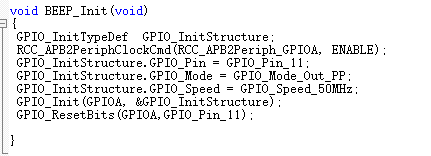 void BEEP_Init(void)
{
GPIO_InitTypeDef  GPIO_InitStructure;
RCC_APB2PeriphClockCmd(RCC_APB2Periph_GPIOA, ENABLE);
GPIO_InitStructure.GPIO_Pin = GPIO_Pin_11;
GPIO_InitStructure.GPIO_Mode = GPIO_Mode_Out_PP;
GPIO_InitStructure.GPIO_Speed = GPIO_Speed_50MHz;
GPIO_Init(GPIOA, &GPIO_InitStructure);
GPIO_ResetBits(GPIOA,GPIO_Pin_11);
}